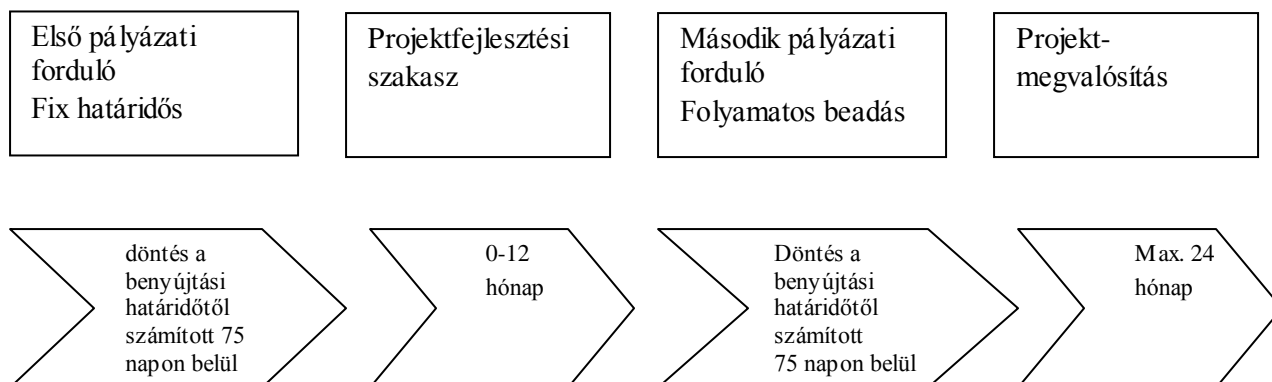 Első pályázati
forduló
Fix határidős
Projektfejlesztési
szakasz
Második pályázati
forduló
Folyamatos beadás
Projekt-
megvalósítás
döntés a
benyújtási
határidőtől
számított 75
napon belül
0-12
hónap
Döntés a
benyújtási
határidőtől
számított
75 napon belül
Max. 24
hónap